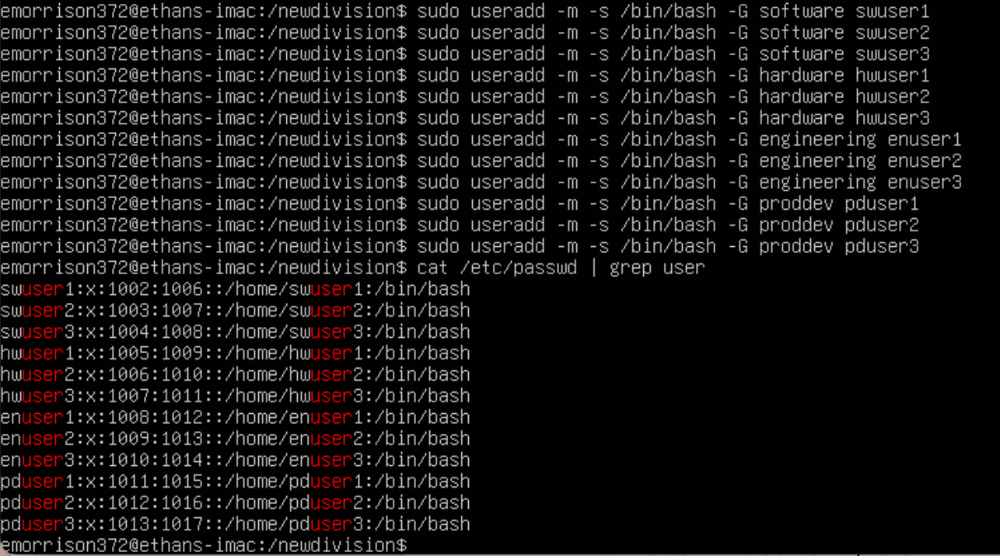 emorrison372@ethans-imac:/newdivision$ sudo useradd -m -s /bin/bash -G software swuser1
emorrison372@ethans-imac:/newdivision$ sudo useradd -m -s /bin/bash -G software swuser2
emorrison372@ethans-imac:/newdivision$ sudo useradd -m -s /bin/bash -G software swuser3
emorrison372@ethans-imac:/newdivision$ sudo useradd -m -s /bin/bash -G hardware hwuser1
emorrison372@ethans-imac:/newdivision$ sudo useradd -m -s /bin/bash -G hardware hwuser2
emorrison372@ethans-imac:/newdivision$ sudo useradd -m -s /bin/bash -G hardware hwuser3
emorrison372@ethans-imac:/newdivision$ sudo useradd -m -s /bin/bash -G engineering enuser1
emorrison372@ethans-imac:/newdivision$ sudo useradd -m -s /bin/bash -G engineering enuser2
emorrison372@ethans-imac:/newdivision$ sudo useradd -m -s /bin/bash -G engineering enuser3
emorrison372@ethans-imac:/newdivision$ sudo useradd -m -s /bin/bash -G proddev pduser1
emorrison372@ethans-imac:/newdivision$ sudo useradd -m -s /bin/bash -G proddev pduser2
emorrison372@ethans-imac:/newdivision$ sudo useradd -m -s /bin/bash -G proddev pduser3
emorrison372@ethans-imac:/newdivision$ cat /etc/passwd | grep user
swuser1:x:1002:1006::/home/swuser1:/bin/bash
swuser2:x:1003:1007::/home/swuser2:/bin/bash
swuser3:x:1004:1008::/home/swuser3:/bin/bash
hwuser1:x:1005:1009::/home/hwuser1:/bin/bash
hwuser2:x:1006:1010::/home/hwuser2:/bin/bash
hwuser3:x:1007:1011::/home/hwuser3:/bin/bash
enuser1:x:1008:1012::/home/enuser1:/bin/bash
enuser2:x:1009:1013::/home/enuser2:/bin/bash
enuser3:x:1010:1014::/home/enuser3:/bin/bash
pduser1:x:1011:1015::/home/pduser1:/bin/bash
pduser2:x:1012:1016::/home/pduser2:/bin/bash
pduser3:x:1013:1017::/home/pduser3:/bin/bash
emorrison372@ethans-imac:/newdivision$